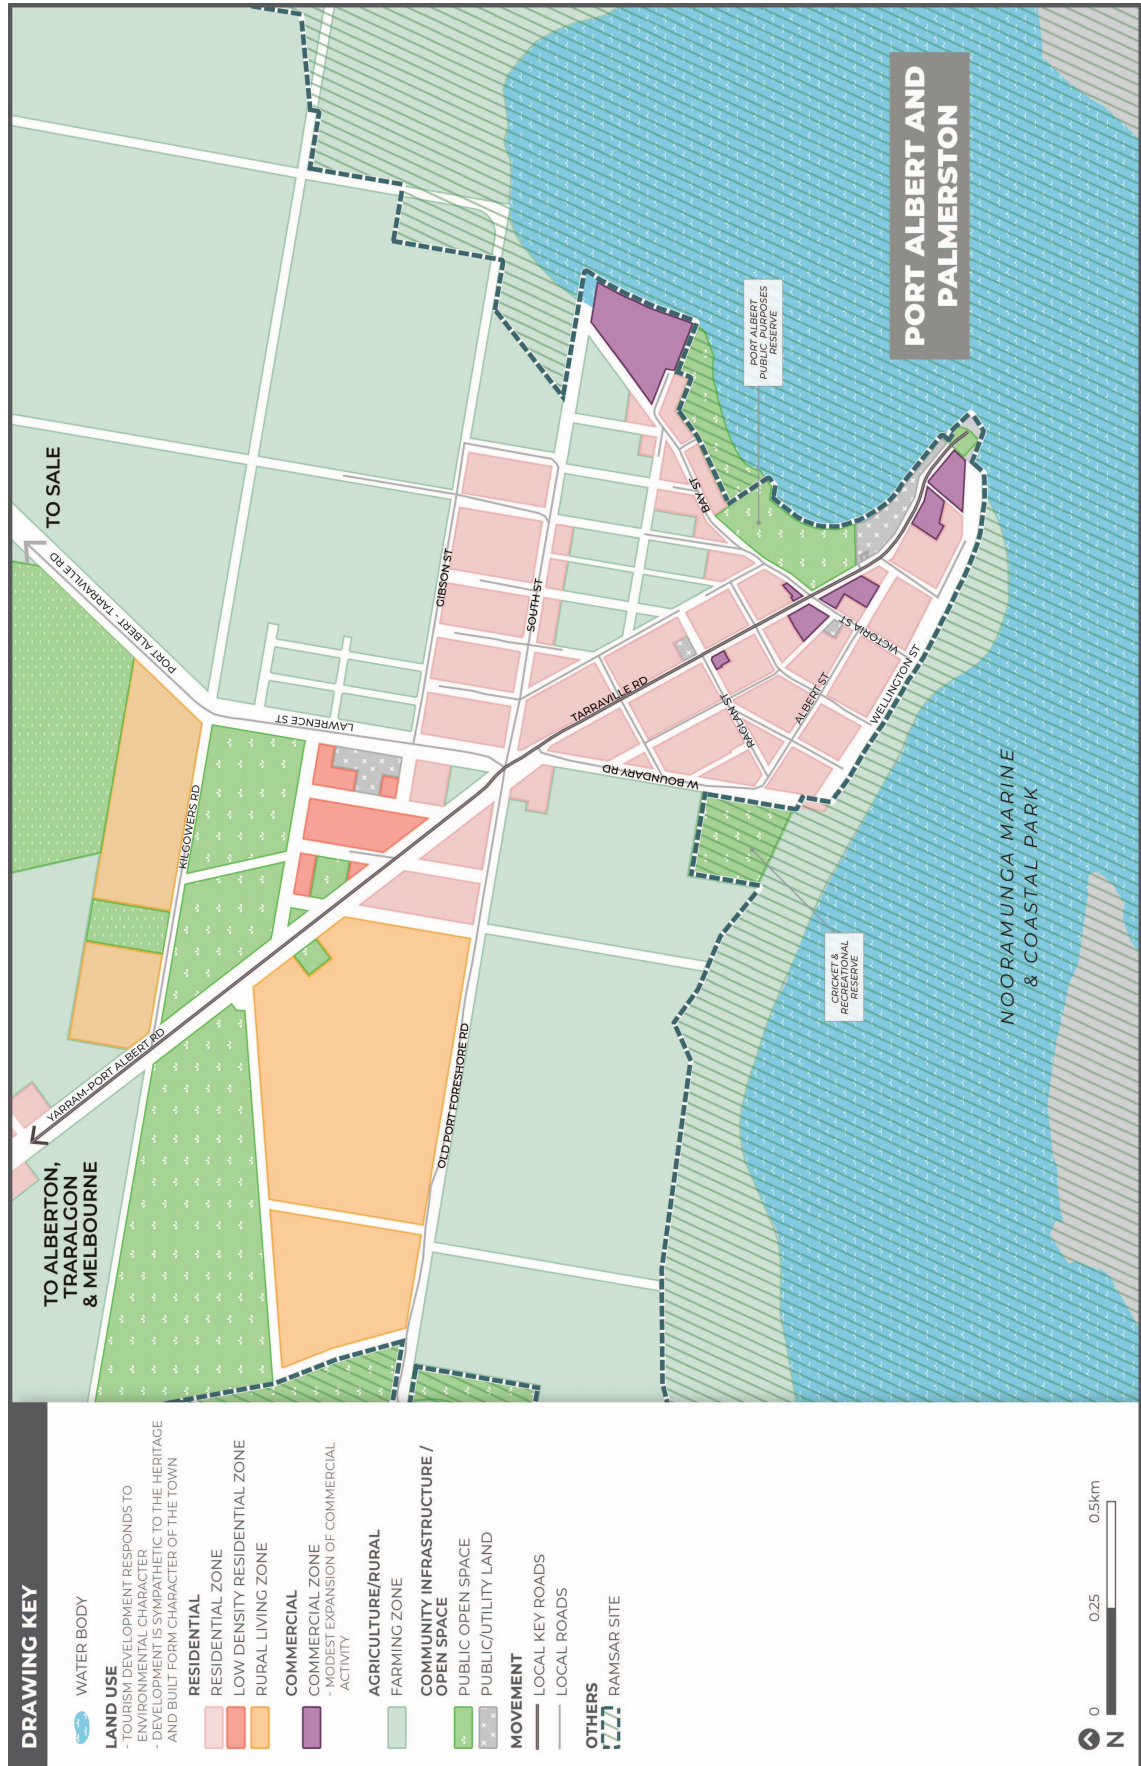 DRAWING KEY
WATER BODY
LAND USE
- TOURISM DEVELOPMENT RESPONDS TO
ENVIRONMENTAL CHARACTER
- DEVELOPMENT IS SYMPATHETIC TO THE HERITAGE
AND BUILT FORM CHARACTER OF THE TOWN
RESIDENTIAL
RESIDENTIAL ZONE
LOW DENSITY RESIDENTIAL ZONE
RURAL LIVING ZONE
COMMERCIAL
COMMERCIAL ZONE
- MODEST EXPANSION OF COMMERCIAL
ACTIVITY
AGRICULTURE/RURAL
FARMING ZONE
COMMUNITY INFRASTRUCTURE /
OPEN SPACE
PUBLIC OPEN SPACE
PUBLIC/UTILITY LAND
MOVEMENT
LOCAL KEY ROADS
LOCAL ROADS
OTHERS
RAMSAR SITE
N
0
0.25
0.5km
TO ALBERTON,
TRARALGON
& MELBOURNE
YARRAM-PORT ALBERT RD
KILGOWERS RD
PORT ALBERT - TARRAVILLE RD
TO SALE
LAWRENCE ST
GIBSON ST
SOUTH ST
OLD PORT FORESHORE RD
TARRAVILLE RD
W BOUNDARY RD
BAY ST
RAGLAN ST
ALBERT ST
VICTORIA ST
WELLINGTON ST
PORT ALBERT
PUBLIC PURPOSES
RESERVE
CRICKET &
RECREATIONAL
RESERVE
NOORAMUNGA MARINE
& COASTAL PARK
PORT ALBERT AND
PALMERSTON